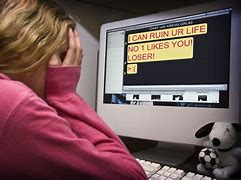 I CAN RUIN UR LIFE
NO 1 LIKES YOU!
LOSER!
>:(